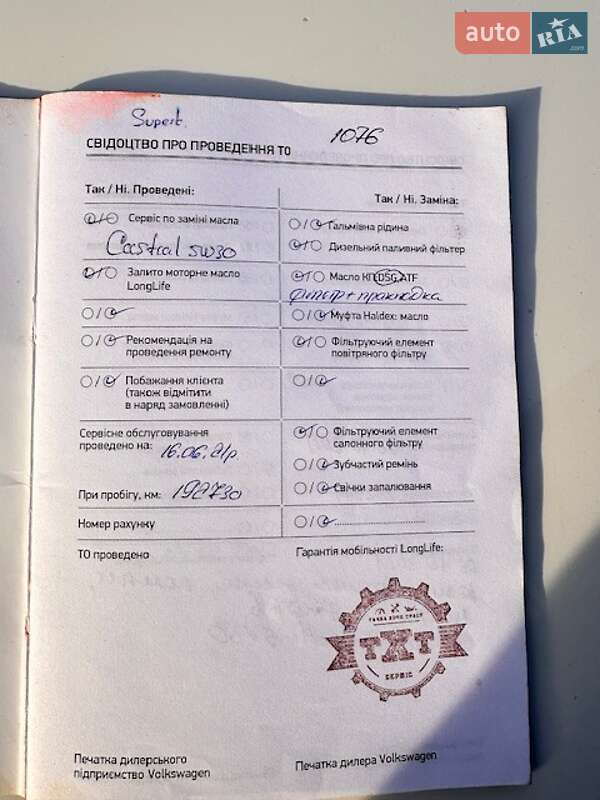 auto RIA .com
Superb
1076
СВІДОЦТВО ПРО ПРОВЕДЕННЯ ТО
Так / Ні. Проведені:
Сервіс по заміні масла
Castrol 5w30
Залито моторне масло
LongLife
Рекомендація на
проведення ремонту
Побажання клієнта
(також відмітити
в наряд замовленні)
Сервісне обслуговування
проведено на: 16.06.21р
При пробігу, км: 192730
Номер рахунку
ТО проведено
Печатка дилерського
підприємство Volkswagen
Так / Ні. Заміна:
Гальмівна рідина
Дизельний паливний фільтер
Масло КП, DSG, ATF
фільтр + прокладка
Муфта Haldex: масло
Фільтруючий елемент
повітряного фільтру
Фільтруючий елемент
салонного фільтру
Зубчастий ремінь
Свічки запалювання
Гарантія мобільності LongLife:
ТХТ
СЕРВІС
Печатка дилера Volkswagen